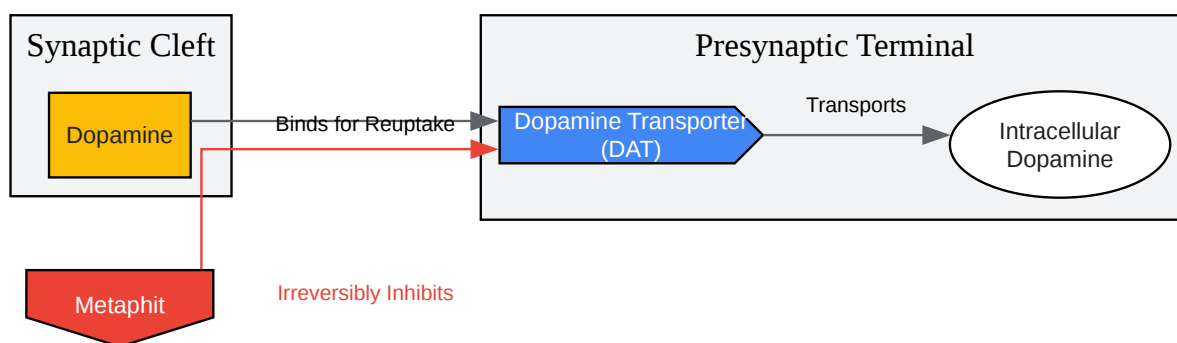 Synaptic Cleft
Presynaptic Terminal
Dopamine
Binds for Reuptake
Dopamine Transporter
(DAT)
Transports
Intracellular
Dopamine
Metaphit
Irreversibly Inhibits